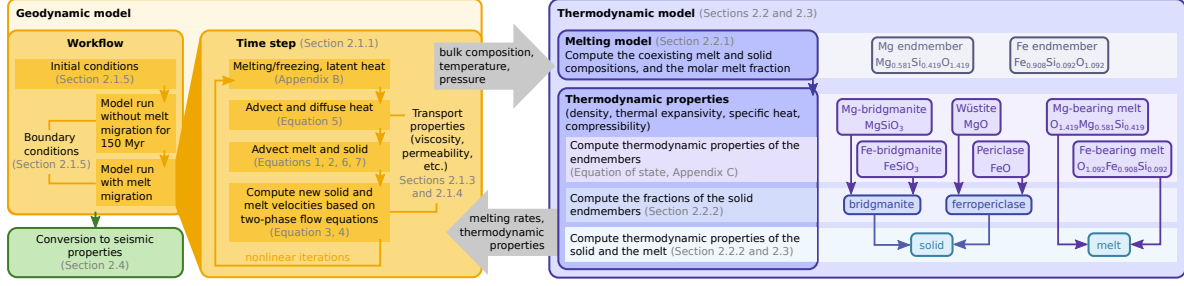 Geodynamic model
Workflow
Initial conditions
(Section 2.1.5)
Model run
without melt
migration for
150 Myr
Boundary
conditions
(Section 2.1.5)
Model run
with melt
migration
Conversion to seismic
properties
(Section 2.4)
Time step (Section 2.1.1)
Melting/freezing, latent heat
(Appendix B)
Advect and diffuse heat
(Equation 5)
Advect melt and solid
(Equations 1, 2, 6, 7)
Compute new solid and
melt velocities based on
two-phase flow equations
(Equation 3, 4)
nonlinear iterations
Transport
properties
(viscosity,
permeability,
etc.)
Sections 2.1.3
and 2.1.4
bulk composition,
temperature,
pressure
melting rates,
thermodynamic
properties
Thermodynamic model (Sections 2.2 and 2.3)
Melting model (Section 2.2.1)
Compute the coexisting melt and solid
compositions, and the molar melt fraction
Thermodynamic properties
(density, thermal expansivity, specific heat,
compressibility)
Compute thermodynamic properties of the
endmembers
(Equation of state, Appendix C)
Compute the fractions of the solid
endmembers (Section 2.2.2)
Compute thermodynamic properties of the
solid and the melt (Section 2.2.2 and 2.3)
Mg endmember
Mg0.581Si0.419O1.419
Fe endmember
Fe0.908Si0.092O1.092
Mg-bridgmanite
MgSiO3
Wüstite
MgO
Mg-bearing melt
O1.419Mg0.581Si0.419
Fe-bridgmanite
FeSiO3
Periclase
FeO
Fe-bearing melt
O1.092Fe0.908Si0.092
bridgmanite
ferropericlase
solid
melt